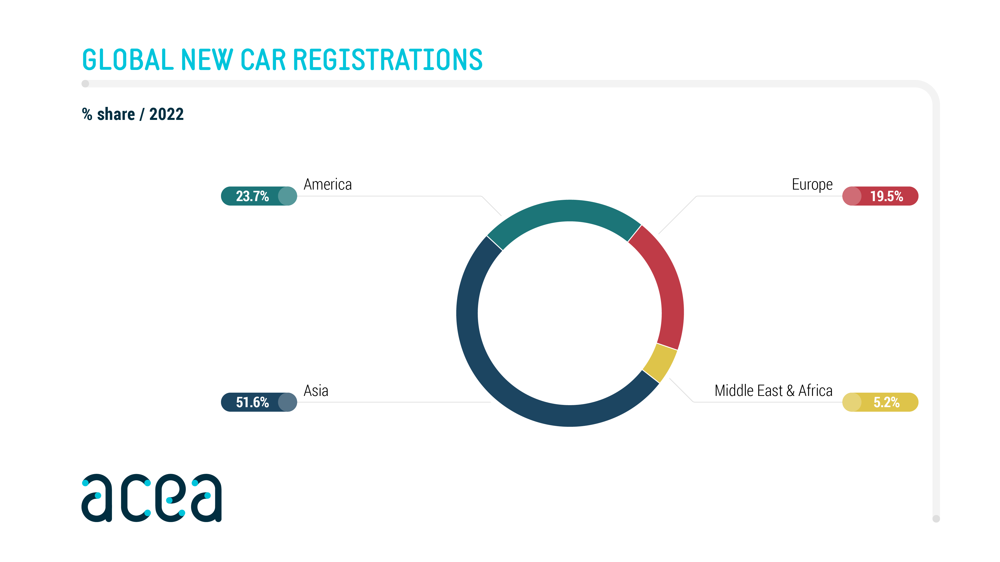 GLOBAL NEW CAR REGISTRATIONS
% share / 2022
America
23.7%
Europe
19.5%
Asia
51.6%
Middle East & Africa
5.2%
acea